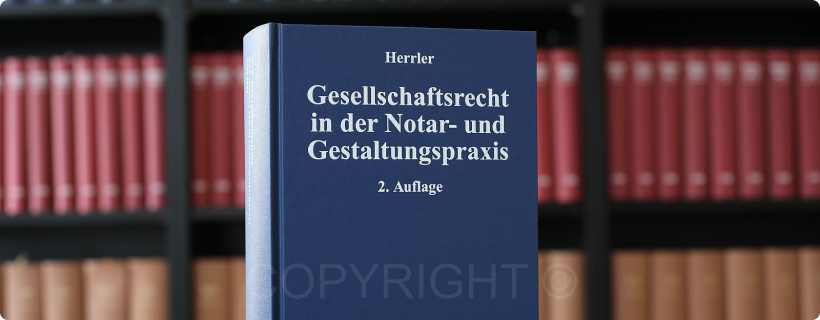 Herrler
Gesellschaftsrecht
in der Notar- und
Gestaltungspraxis
2. Auflage
COPYRIGHT ©